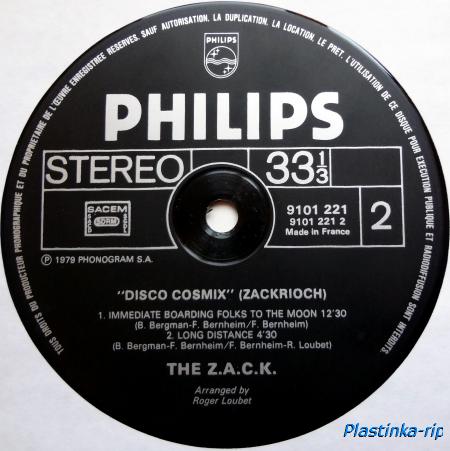 TOUS DROITS DU PRODUCTEUR PHONOGRAPHIQUE ET DU PROPRIETAIRE DE L'ŒUVRE ENREGISTREE RESERVES. SAUF AUTORISATION, LA DUPLICATION, LA LOCATION, LE PRET, L'UTILISATION DE CE DISQUE POUR EXECUTION PUBLIQUE ET RADIODIFFUSION SONT INTERDITS.
PHILIPS
PHILIPS
STEREO 33⅓
SACEM 9101 221 2
9101 221 2
Made in France
℗ 1979 PHONOGRAM S.A.
"DISCO COSMIX" (ZACKRIOCH)
1. IMMEDIATE BOARDING FOLKS TO THE MOON 12'30
(B. Bergman-F. Bernheim/F. Bernheim)
2. LONG DISTANCE 4'30
(B. Bergman-F. Bernheim/F. Bernheim-R. Loubet)
THE Z.A.C.K.
Arranged by
Roger Loubet
Plastinka-rip